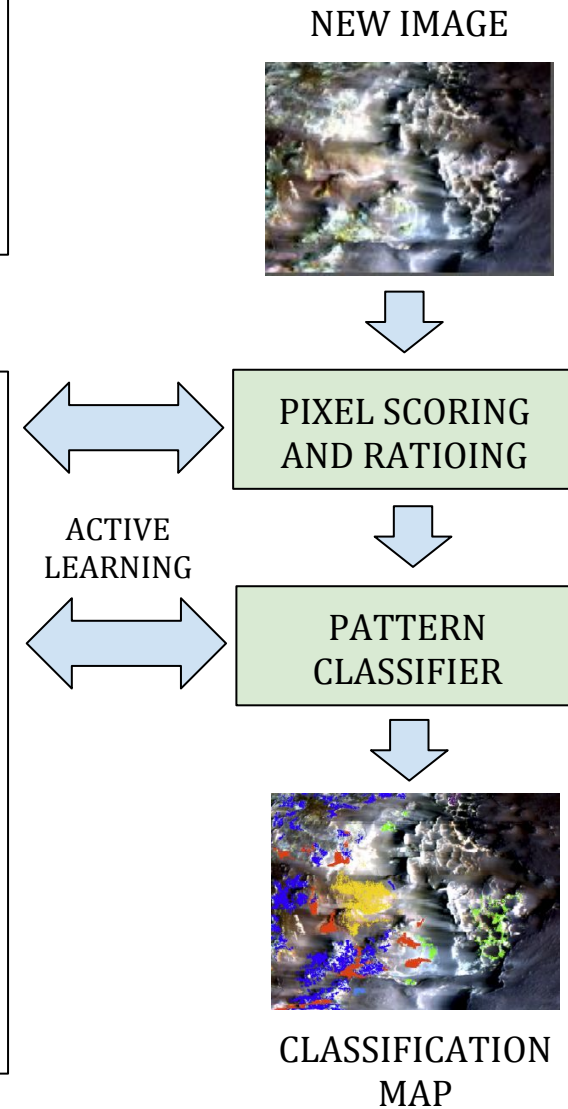 NEW IMAGE
PIXEL SCORING
AND RATIOING
ACTIVE
LEARNING
PATTERN
CLASSIFIER
CLASSIFICATION
MAP